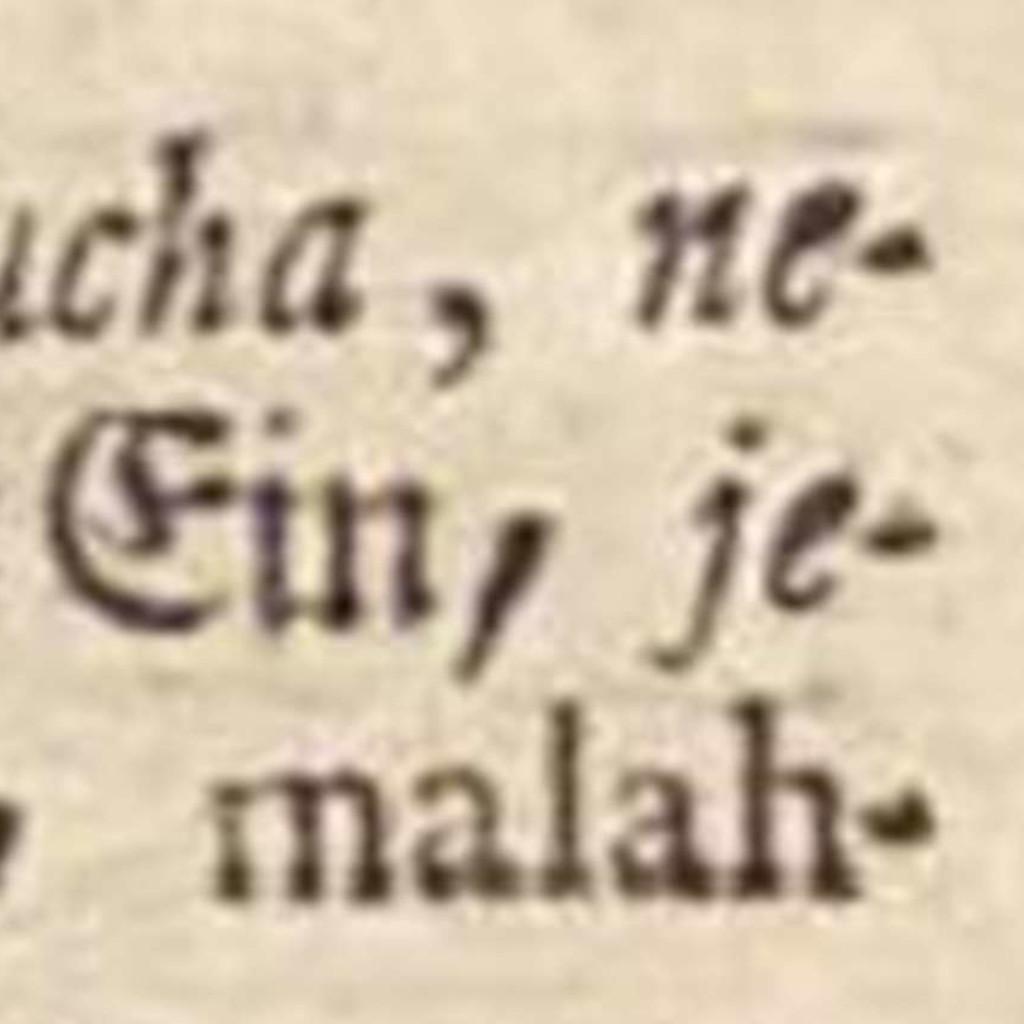 ucha, ne-
Ein, je-
malah-